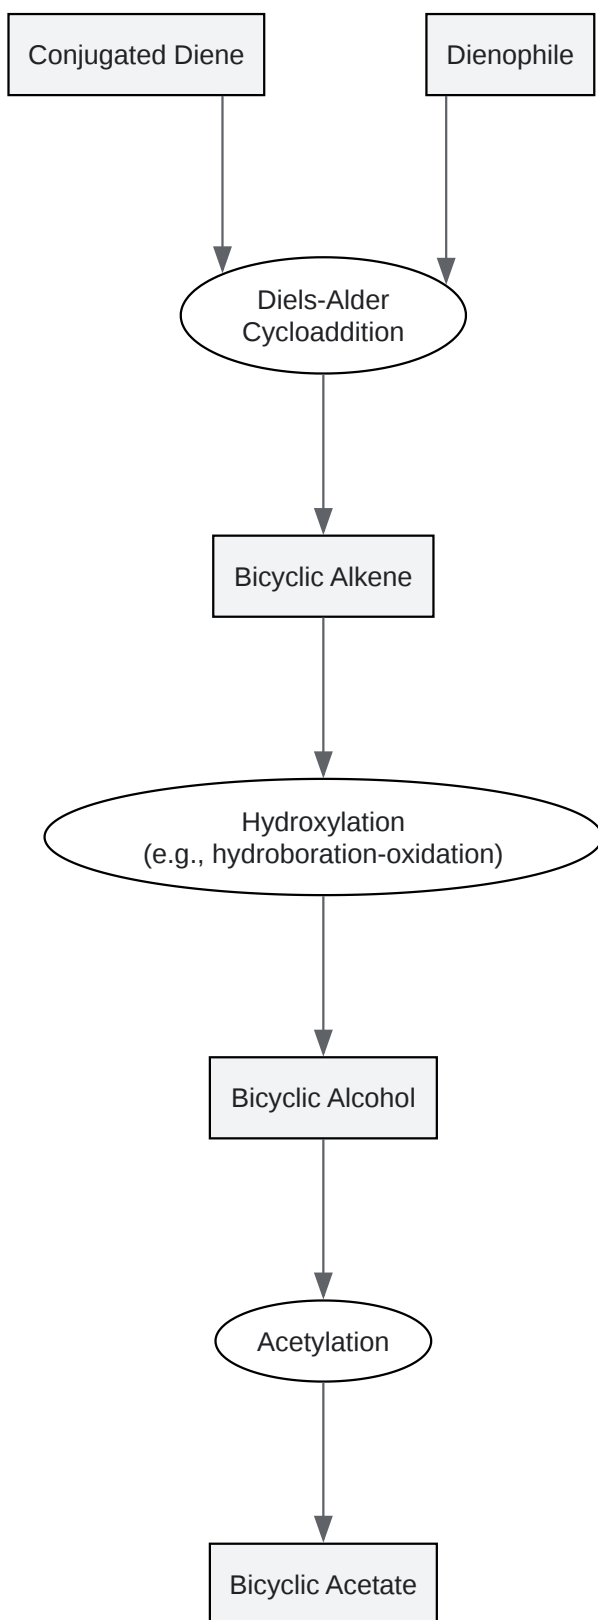 Conjugated Diene
Dienophile
Diels-Alder
Cycloaddition
Bicyclic Alkene
Hydroxylation
(e.g., hydroboration-oxidation)
Bicyclic Alcohol
Acetylation
Bicyclic Acetate